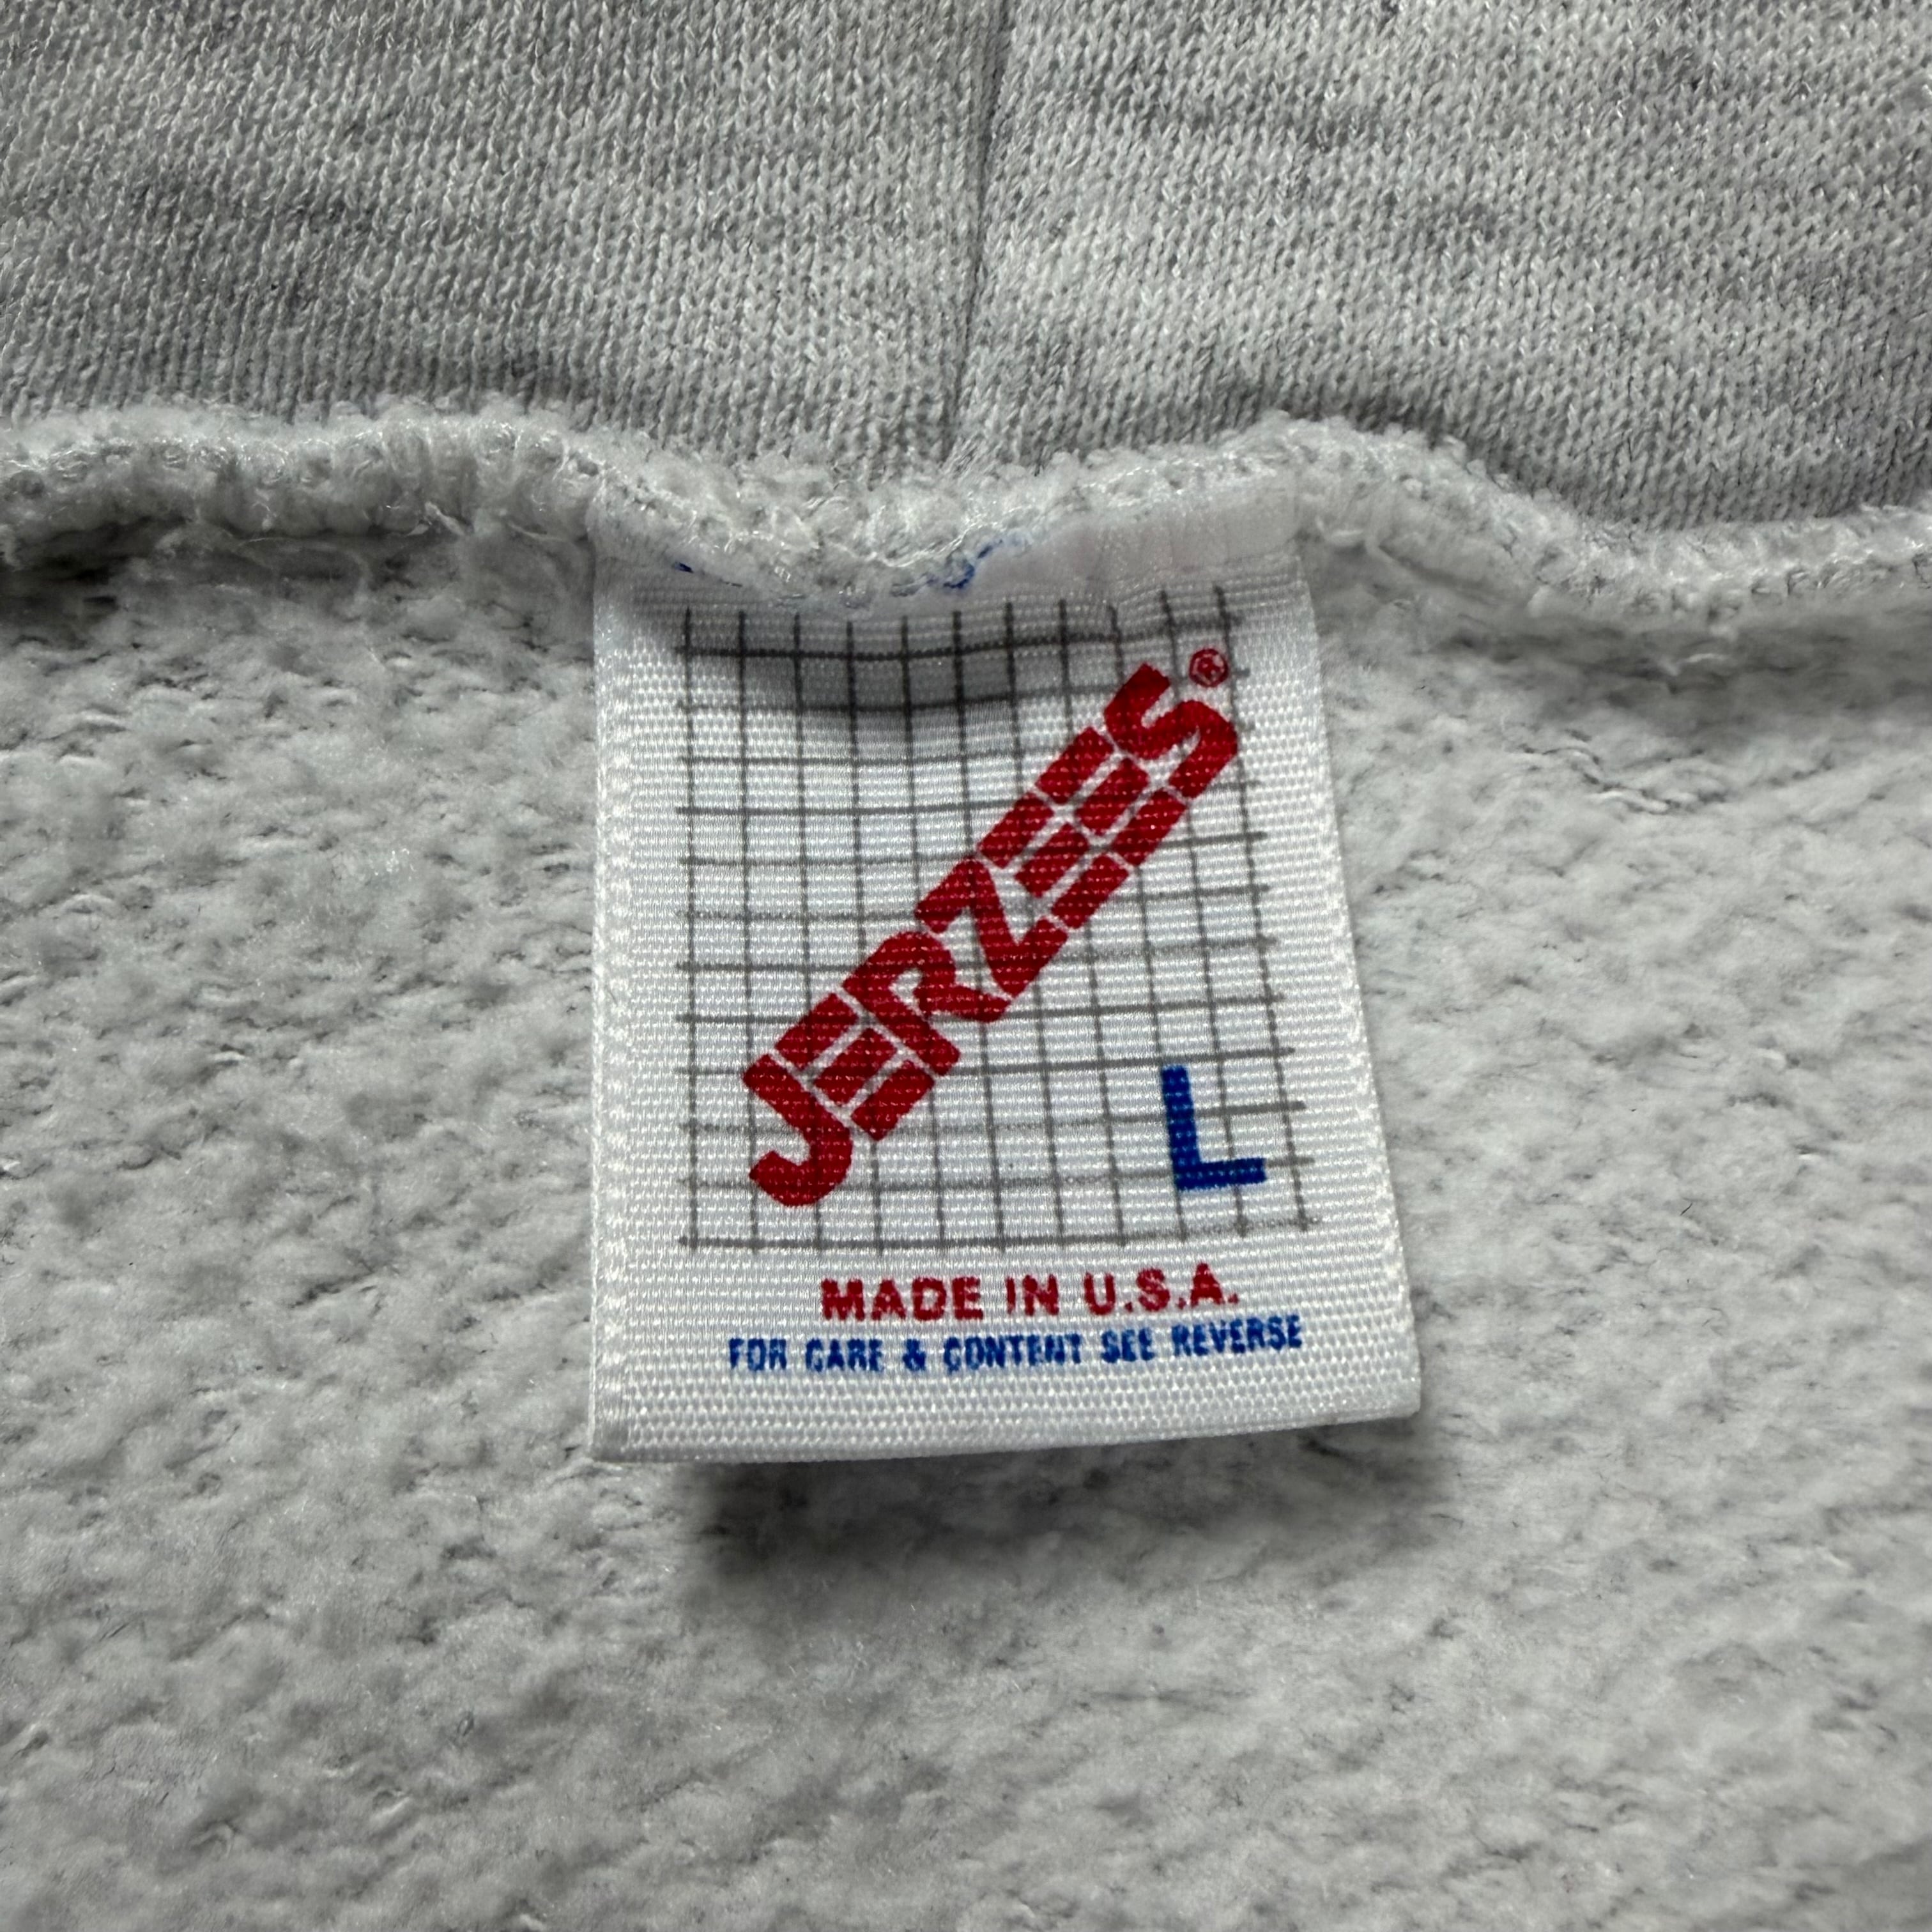 JERZEES®
L
MADE IN U.S.A.
FOR CARE & CONTENT SEE REVERSE